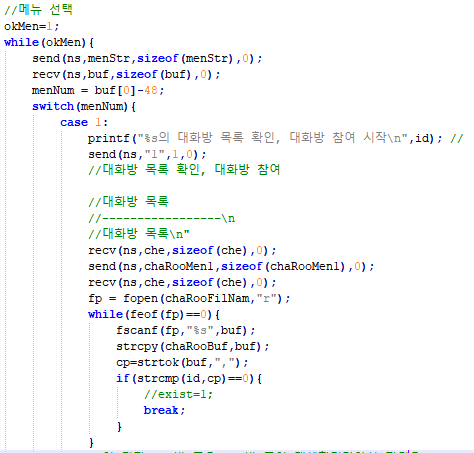 //메뉴 선택
okMen=1;
while(okMen){
send(ns,menStr,sizeof(menStr),0);
recv(ns,buf,sizeof(buf),0);
menNum = buf[0]-48;
switch(menNum){
case 1:
printf("%s의 대화방 목록 확인, 대화방 참여 시작\n",id); //
send(ns,"1",1,0);
//대화방 목록 확인, 대화방 참여
//대화방 목록
//-----------------\n
//대화방 목록\n"
recv(ns,che,sizeof(che),0);
send(ns,chaRooMen1,sizeof(chaRooMen1),0);
recv(ns,che,sizeof(che),0);
fp = fopen(chaRooFilNam,"r");
while(feof(fp)==0){
fscanf(fp,"%s",buf);
strcpy(chaRooBuf,buf);
cp=strtok(buf,",");
if(strcmp(id,cp)==0){
//exist=1;
break;
}
}